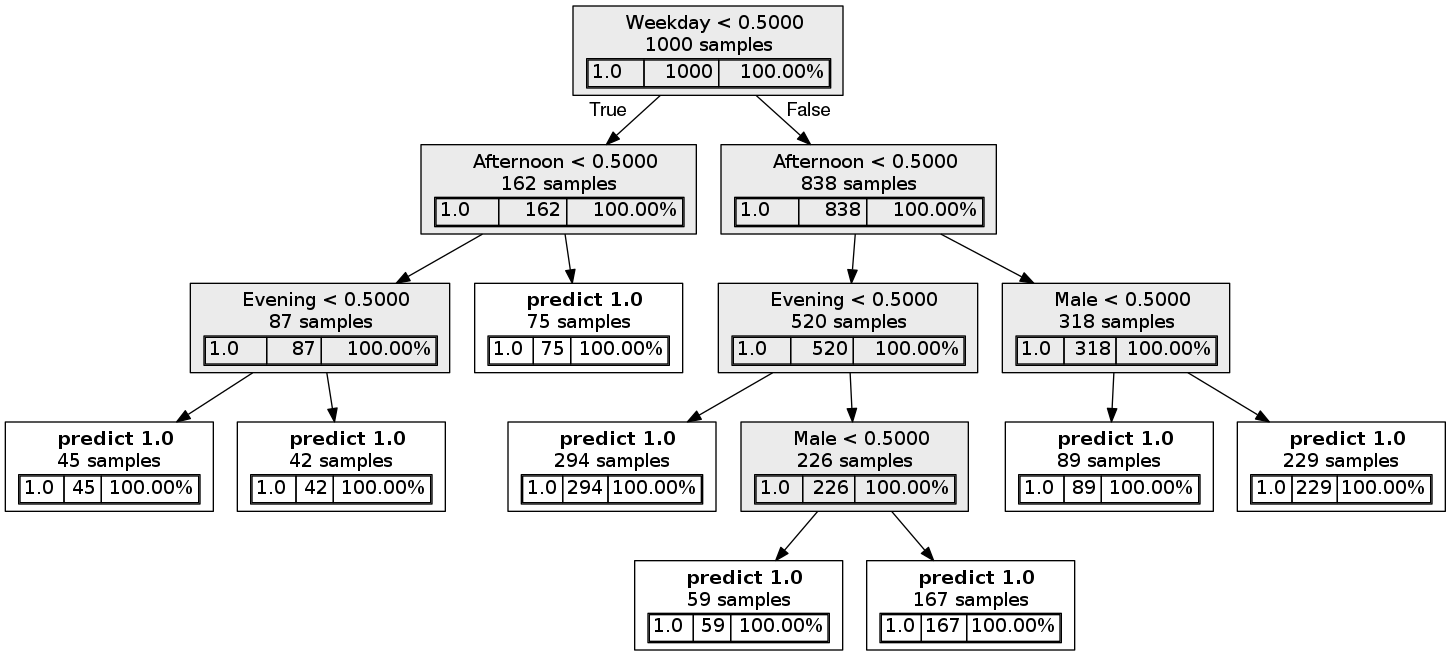 Weekday < 0.5000
1000 samples
1.0 1000 100.00%
True False
Afternoon < 0.5000
162 samples
1.0 162 100.00%
Afternoon < 0.5000
838 samples
1.0 838 100.00%
Evening < 0.5000
87 samples
1.0 87 100.00%
predict 1.0
75 samples
1.0 75 100.00%
Evening < 0.5000
520 samples
1.0 520 100.00%
Male < 0.5000
318 samples
1.0 318 100.00%
predict 1.0
45 samples
1.0 45 100.00%
predict 1.0
42 samples
1.0 42 100.00%
predict 1.0
294 samples
1.0 294 100.00%
Male < 0.5000
226 samples
1.0 226 100.00%
predict 1.0
89 samples
1.0 89 100.00%
predict 1.0
229 samples
1.0 229 100.00%
predict 1.0
59 samples
1.0 59 100.00%
predict 1.0
167 samples
1.0 167 100.00%